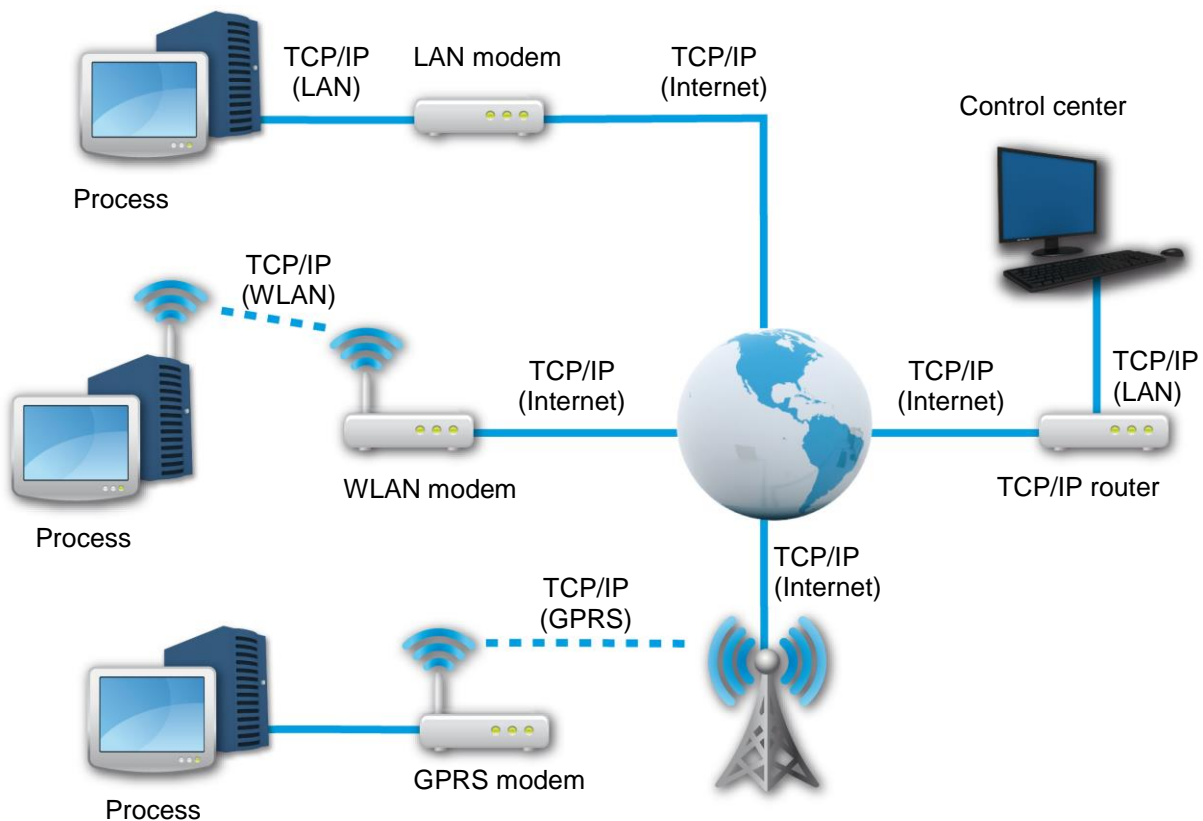 TCP/IP
(LAN)
LAN modem
TCP/IP
(Internet)
Control center
Process
TCP/IP
(WLAN)
TCP/IP
(Internet)
TCP/IP
(Internet)
TCP/IP
(LAN)
WLAN modem
TCP/IP router
Process
TCP/IP
(Internet)
TCP/IP
(GPRS)
GPRS modem
Process